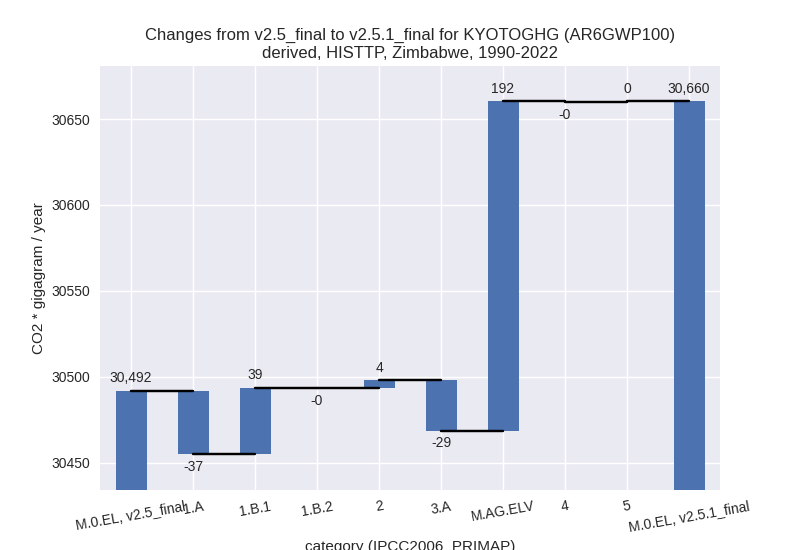 Changes from v2.5_final to v2.5.1_final for KYOTOGHG (AR6GWP100)
derived, HISTTP, Zimbabwe, 1990-2022
CO2 * gigagram / year
30650
30600
30550
30500
30450
30,492
-37
39
-0
4
-29
192
-0
0
30,660
M.0.EL, v2.5_final
1.A
1.B.1
1.B.2
2
3.A
M.AG.ELV
4
5
M.0.EL, v2.5.1_final
category (IPCC2006_PRIMAP)